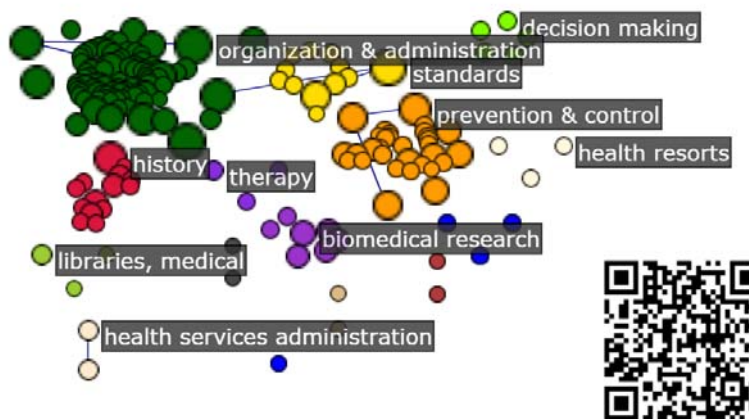 decision making
organization & administration
standards
prevention & control
health resorts
history
therapy
biomedical research
libraries, medical
health services administration